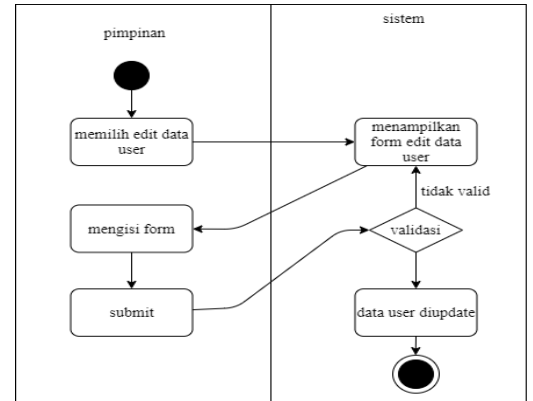 pimpinan
sistem
memilih edit data
user
menampilkan
form edit data
user
tidak valid
mengisi form
validasi
submit
data user diupdate